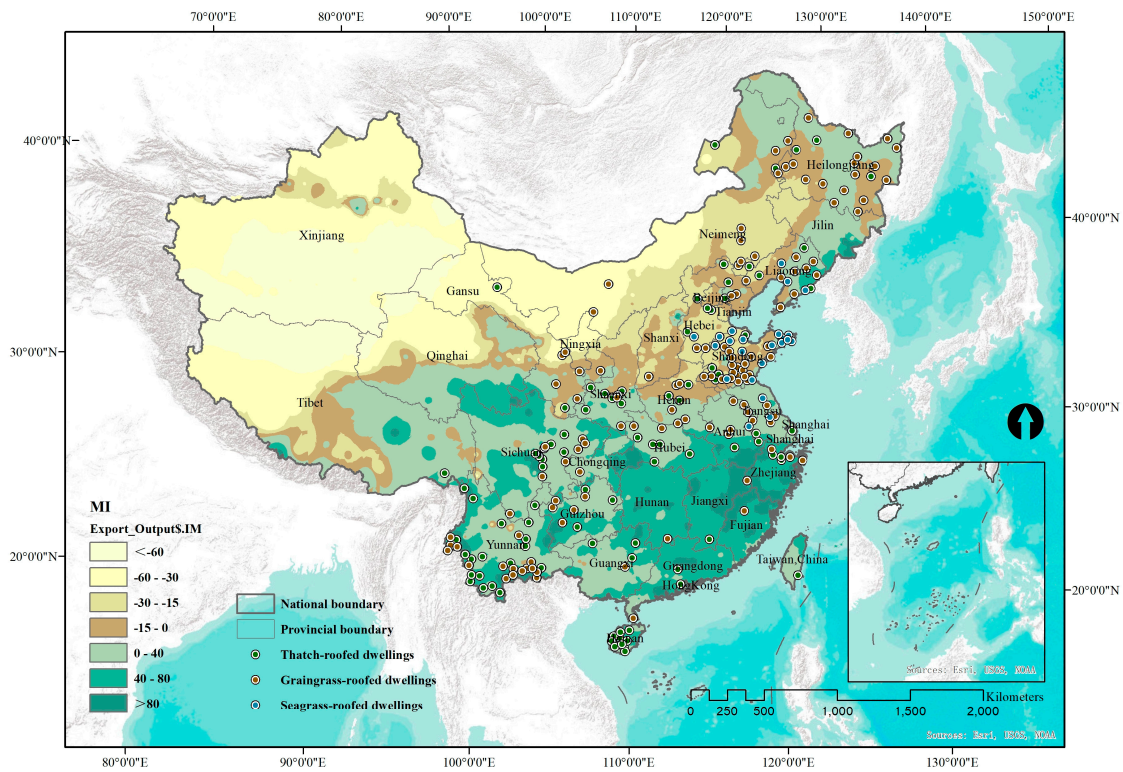 70°0'0"E 80°0'0"E 90°0'0"E 100°0'0"E 110°0'0"E 120°0'0"E 130°0'0"E 140°0'0"E 150°0'0"E
40°0'0"N
Heilongjiang
40°0'0"N
Xinjiang
Neimeng
Jilin
Liaoning
Gansu
Beijing
Tianjin
Hebei
Shanxi
Ningxia
30°0'0"N
Qinghai
Shandong
Shannxi
Henan
Tibet
30°0'0"N
Jiangsu
Shanghai
Anhui
Shanghai
Hubei
Sichuan
Chongqing
Zhejiang
Hunan
Jiangxi
Guizhou
Fujian
Yunnan
20°0'0"N
Guangxi
Guangdong
Taiwan,China
HongKong
20°0'0"N
Hainan
MI
Export_Output$.IM
<-60
-60 - -30
-30 - -15
-15 - 0
0 - 40
40 - 80
>80
National boundary
Provincial boundary
Thatch-roofed dwellings
Graingrass-roofed dwellings
Seagrass-roofed dwellings
Sources: Esri, USGS, NOAA
Kilometers
0 250 500 1,000 1,500 2,000
Sources: Esri, USGS, NOAA
80°0'0"E 90°0'0"E 100°0'0"E 110°0'0"E 120°0'0"E 130°0'0"E